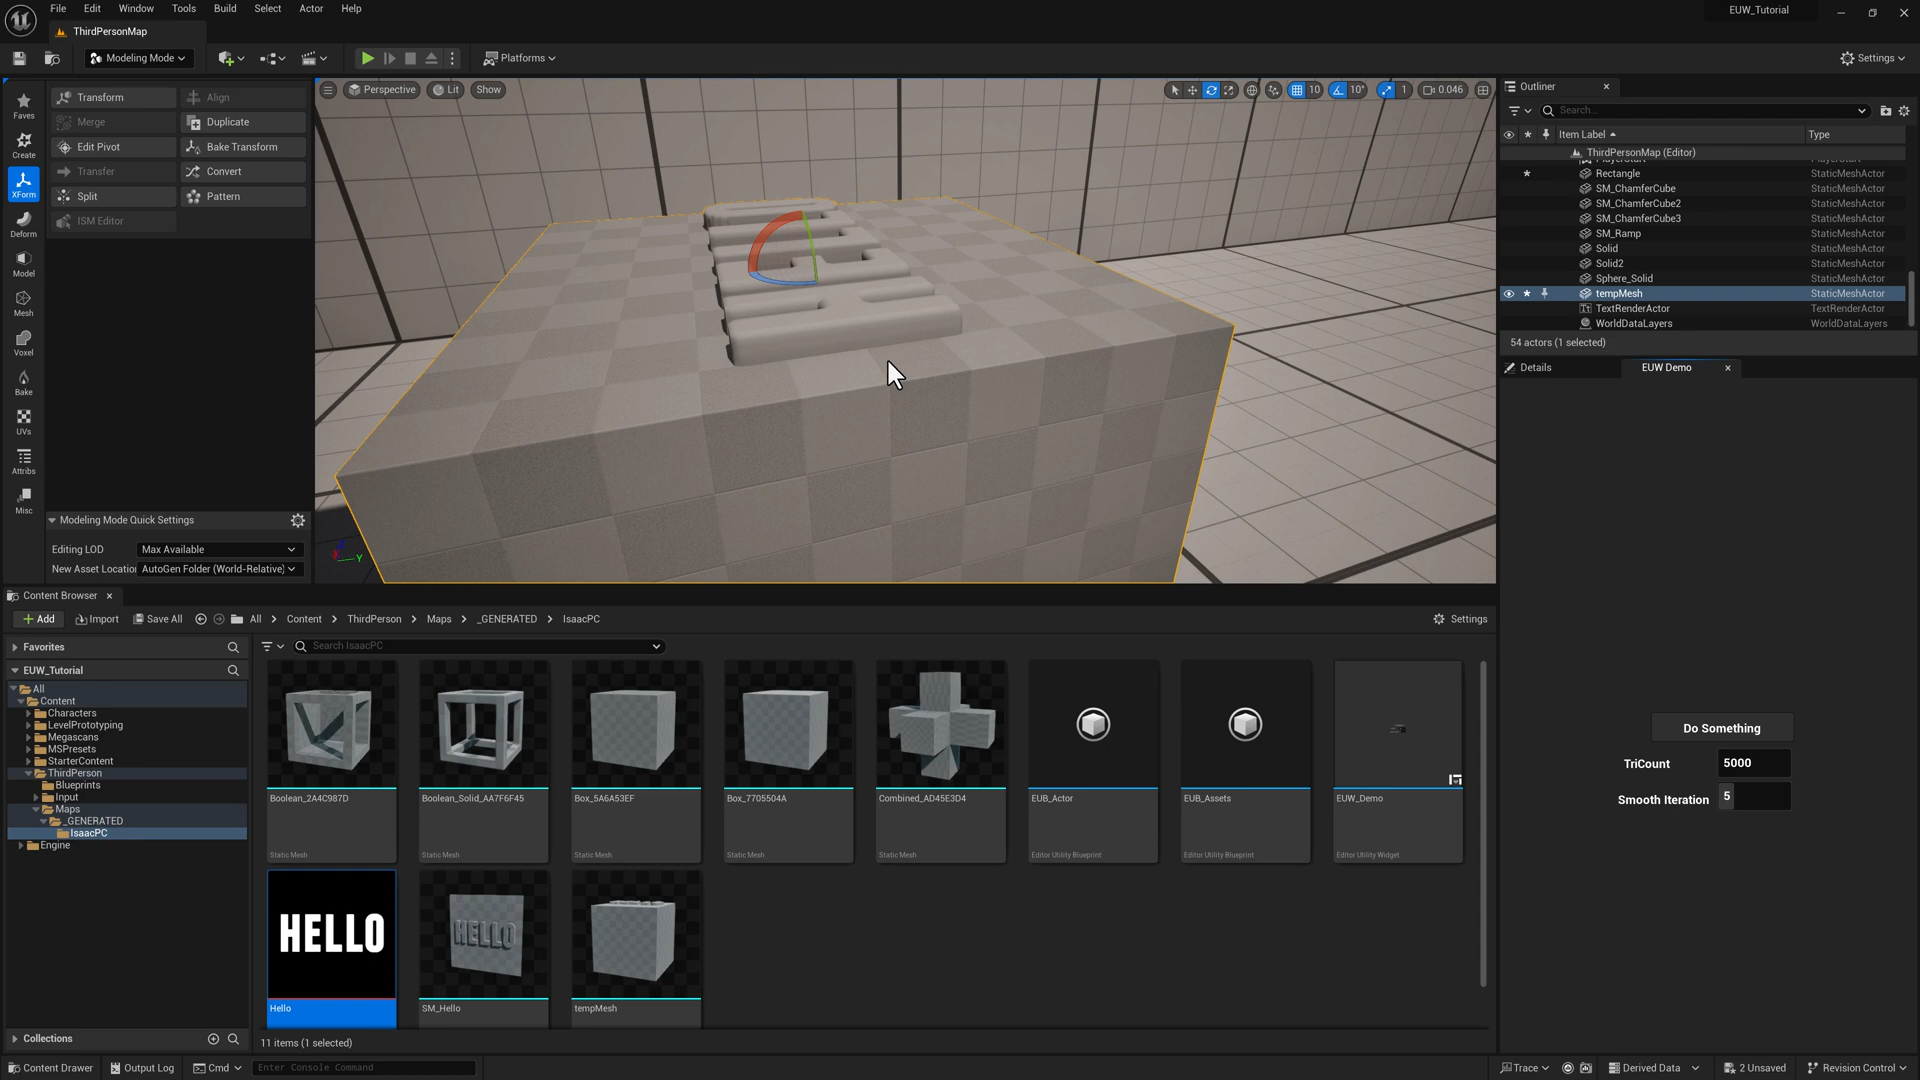 File Edit Window Tools Build Select Actor Help
EUW_Tutorial
ThirdPersonMap
Modeling Mode
Platforms
Settings
Faves
Create
XForm
Deform
Model
Mesh
Voxel
Bake
UVs
Attribs
Misc
Transform Align
Merge Duplicate
Edit Pivot Bake Transform
Transfer Convert
Split Pattern
ISM Editor
Modeling Mode Quick Settings
Editing LOD Max Available
New Asset Location AutoGen Folder (World-Relative)
Perspective Lit Show
10 10° 1 0.046
Y
Outliner
Search...
Item Label Type
ThirdPersonMap (Editor)
PlayerStart PlayerStart
Rectangle StaticMeshActor
SM_ChamferCube StaticMeshActor
SM_ChamferCube2 StaticMeshActor
SM_ChamferCube3 StaticMeshActor
SM_Ramp StaticMeshActor
Solid StaticMeshActor
Solid2 StaticMeshActor
Sphere_Solid StaticMeshActor
tempMesh StaticMeshActor
TextRenderActor TextRenderActor
WorldDataLayers WorldDataLayers
54 actors (1 selected)
Details
EUW Demo
Do Something
TriCount 5000
Smooth Iteration 5
Content Browser
Add Import Save All All Content ThirdPerson Maps _GENERATED IsaacPC
Settings
Favorites
EUW_Tutorial
All
Content
Characters
LevelPrototyping
Megascans
MSPresets
StarterContent
ThirdPerson
Blueprints
Input
Maps
_GENERATED
IsaacPC
Engine
Collections
Search IsaacPC
Boolean_2A4C987D Boolean_Solid_AA7F6F45 Box_5A6A53EF Box_7705504A Combined_AD45E3D4 EUB_Actor EUB_Assets EUW_Demo
Static Mesh Static Mesh Static Mesh Static Mesh Static Mesh Editor Utility Blueprint Editor Utility Blueprint Editor Utility Widget
HELLO HELLO
Hello SM_Hello tempMesh
11 items (1 selected)
Content Drawer Output Log Cmd Enter Console Command
Trace Derived Data 2 Unsaved Revision Control